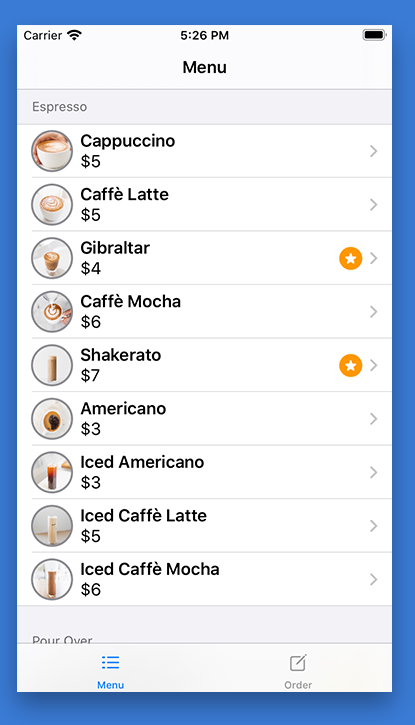 Carrier 5:26 PM
Menu
Espresso
Cappuccino
$5
Caffè Latte
$5
Gibraltar
$4
Caffè Mocha
$6
Shakerato
$7
Americano
$3
Iced Americano
$3
Iced Caffè Latte
$5
Iced Caffè Mocha
$6
Pour Over
Menu Order